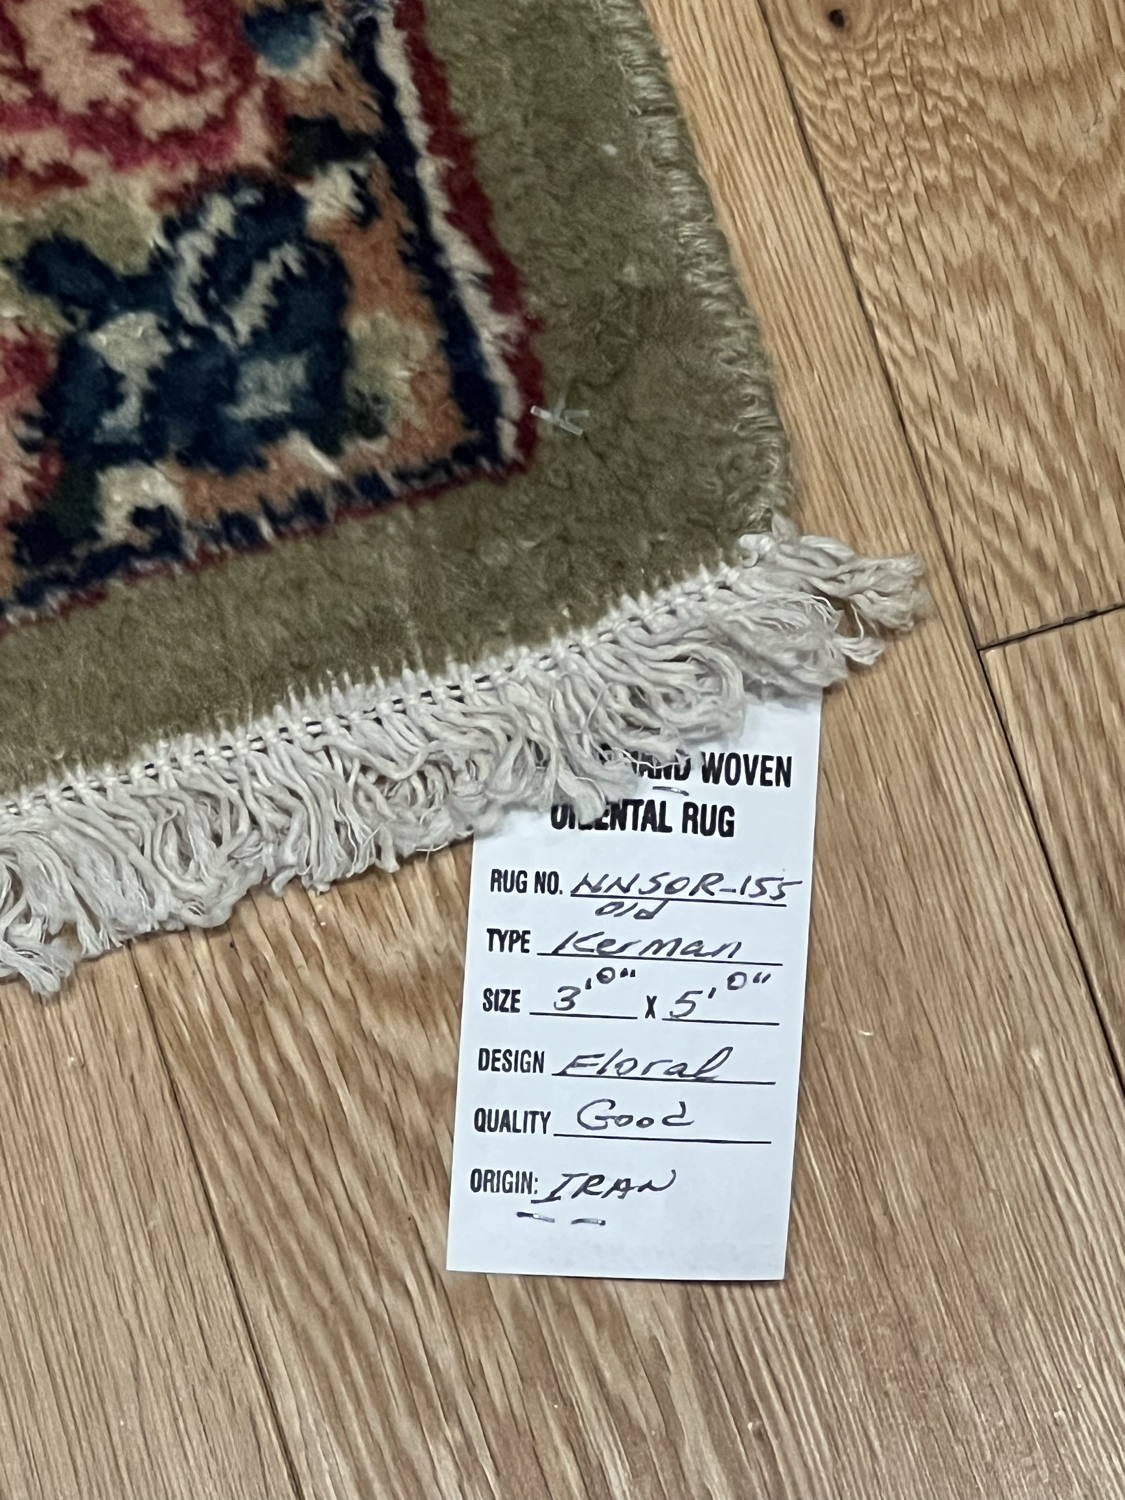 HAND WOVEN
ORIENTAL RUG
RUG NO. NNSOR-155
Old
TYPE Kerman
SIZE 3'0" X 5'0"
DESIGN Floral
QUALITY Good
ORIGIN: IRAN